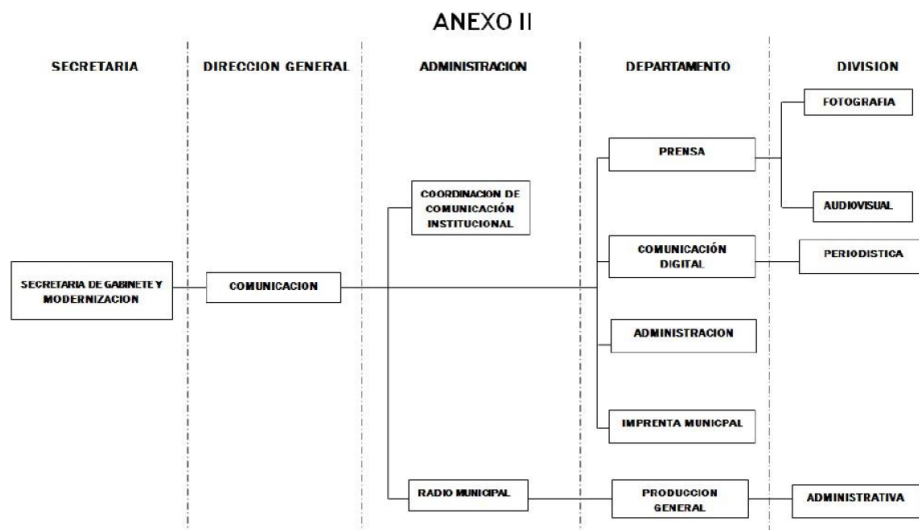 ANEXO II
SECRETARIA
DIRECCION GENERAL
ADMINISTRACION
DEPARTAMENTO
DIVISION
FOTOGRAFIA
PRENSA
COORDINACION DE
COMUNICACIÓN
INSTITUCIONAL
AUDIOVISUAL
COMUNICACIÓN
DIGITAL
PERIODISTICA
SECRETARIA DE GABINETE Y
MODERNIZACION
COMUNICACION
ADMINISTRACION
IMPRENTA MUNICPAL
RADIO MUNICIPAL
PRODUCCION
GENERAL
ADMINISTRATIVA